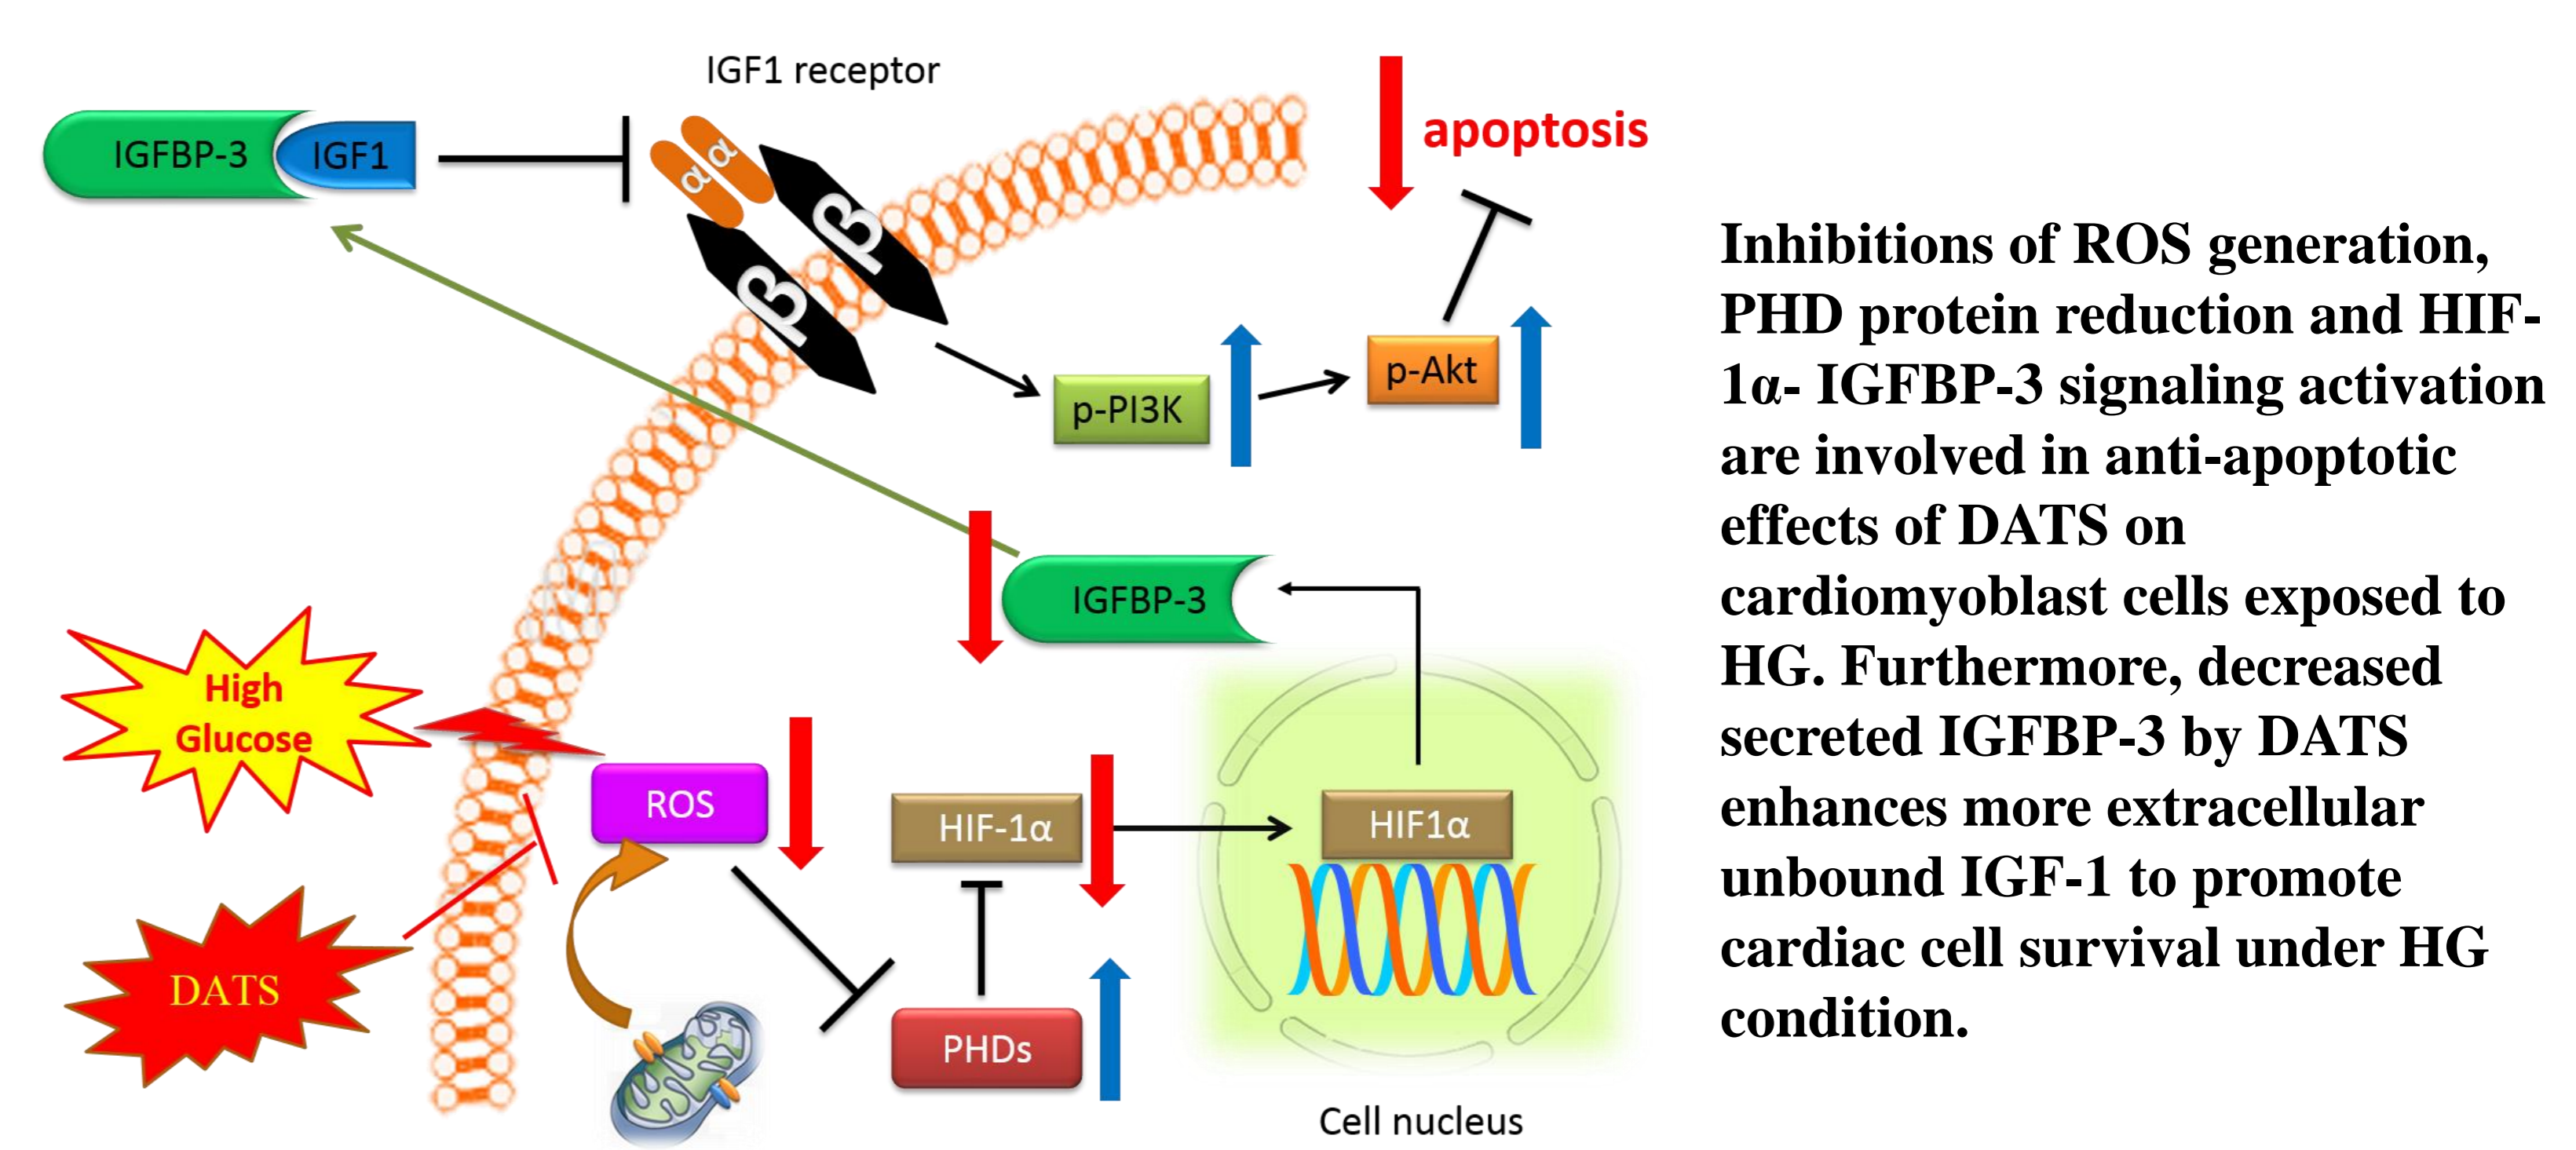 IGF1 receptor
apoptosis
IGFBP-3
IGF1
α
α
β
β
p-PI3K
p-Akt
IGFBP-3
High
Glucose
ROS
HIF-1α
HIF1α
DATS
PHDs
Cell nucleus
Inhibitions of ROS generation,
PHD protein reduction and HIF-
1α- IGFBP-3 signaling activation
are involved in anti-apoptotic
effects of DATS on
cardiomyoblast cells exposed to
HG. Furthermore, decreased
secreted IGFBP-3 by DATS
enhances more extracellular
unbound IGF-1 to promote
cardiac cell survival under HG
condition.